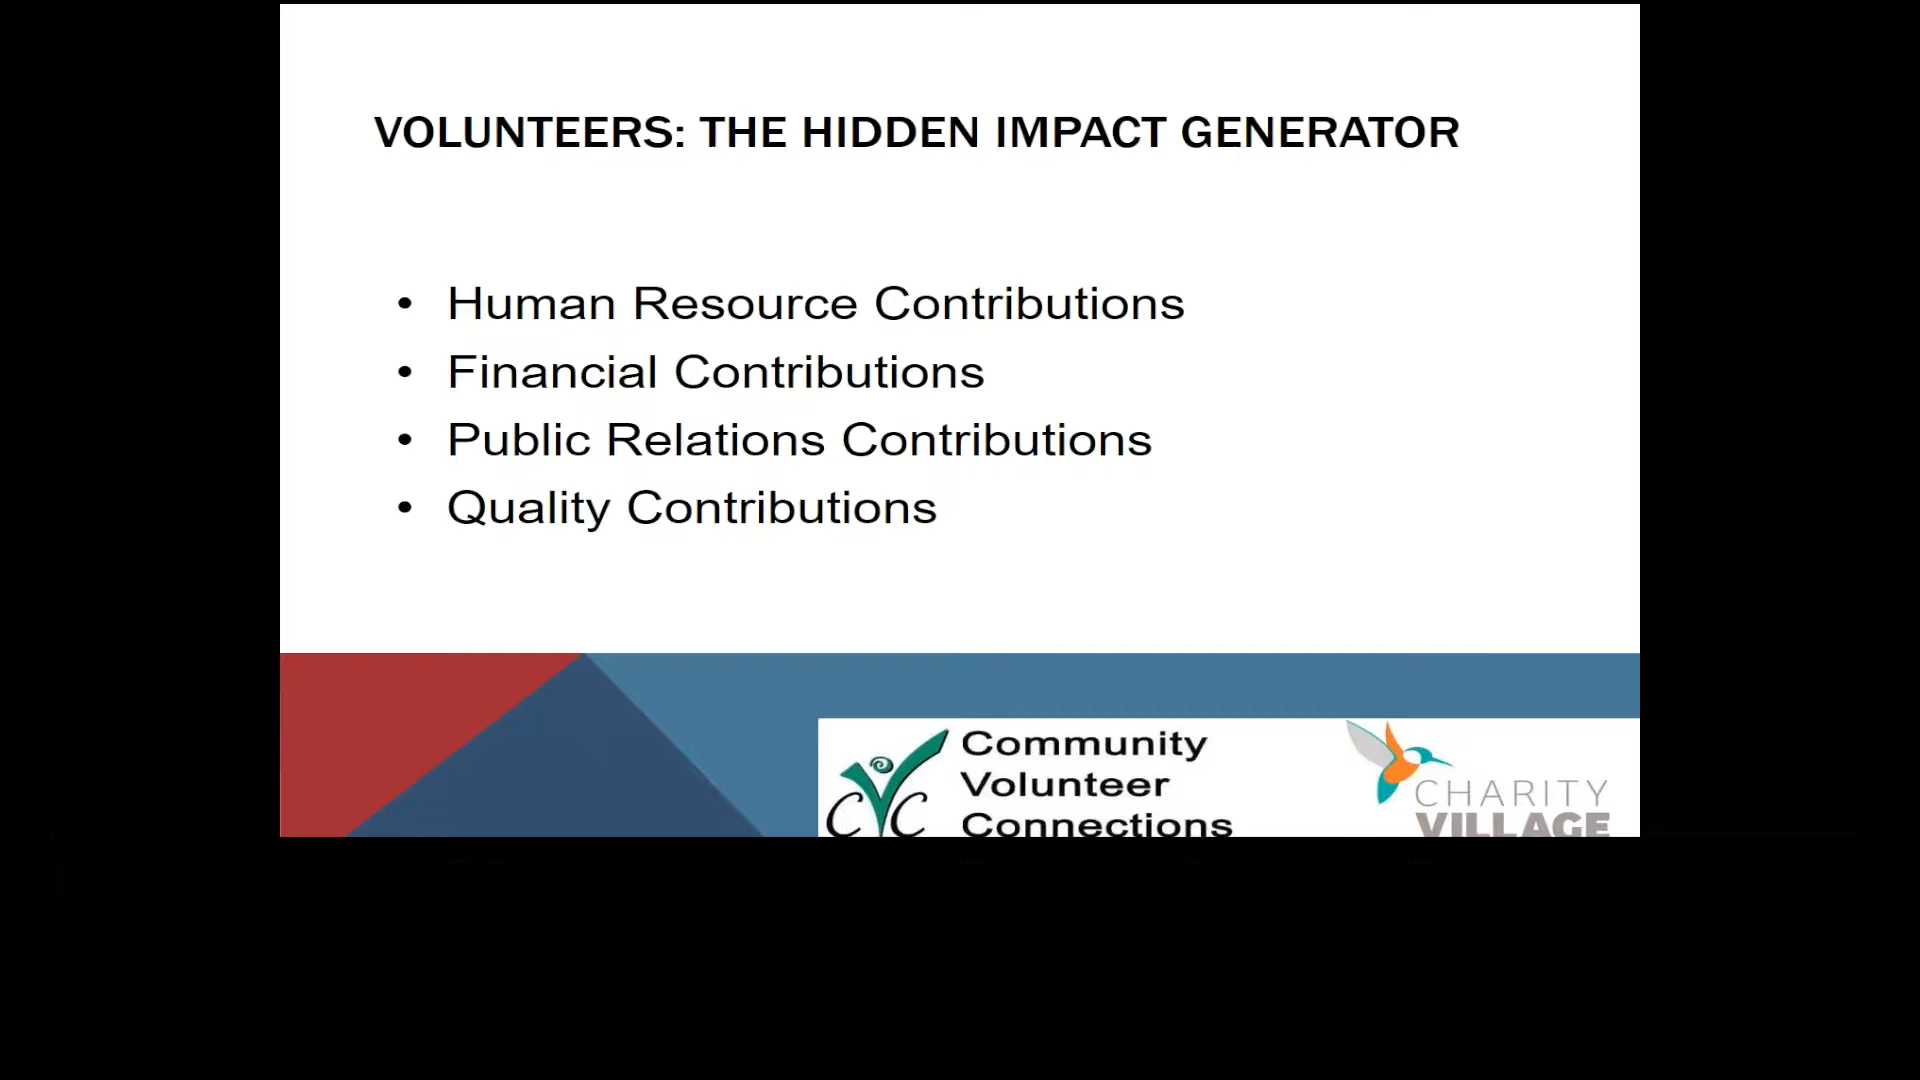 VOLUNTEERS: THE HIDDEN IMPACT GENERATOR
• Human Resource Contributions
• Financial Contributions
• Public Relations Contributions
• Quality Contributions
CVC
Community
Volunteer
Connections
CHARITY
VILLAGE